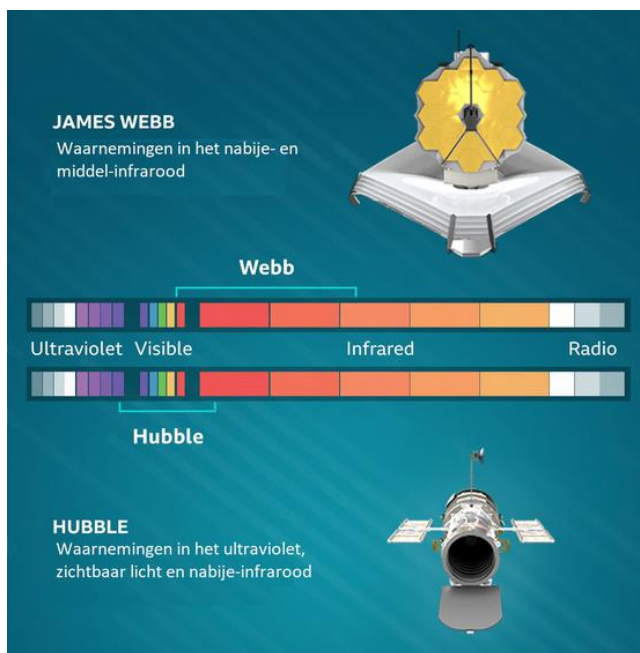 JAMES WEBB
Waarnemingen in het nabije- en
middel-infrarood
Webb
Ultraviolet Visible Infrared Radio
Hubble
HUBBLE
Waarnemingen in het ultraviolet,
zichtbaar licht en nabije-infrarood